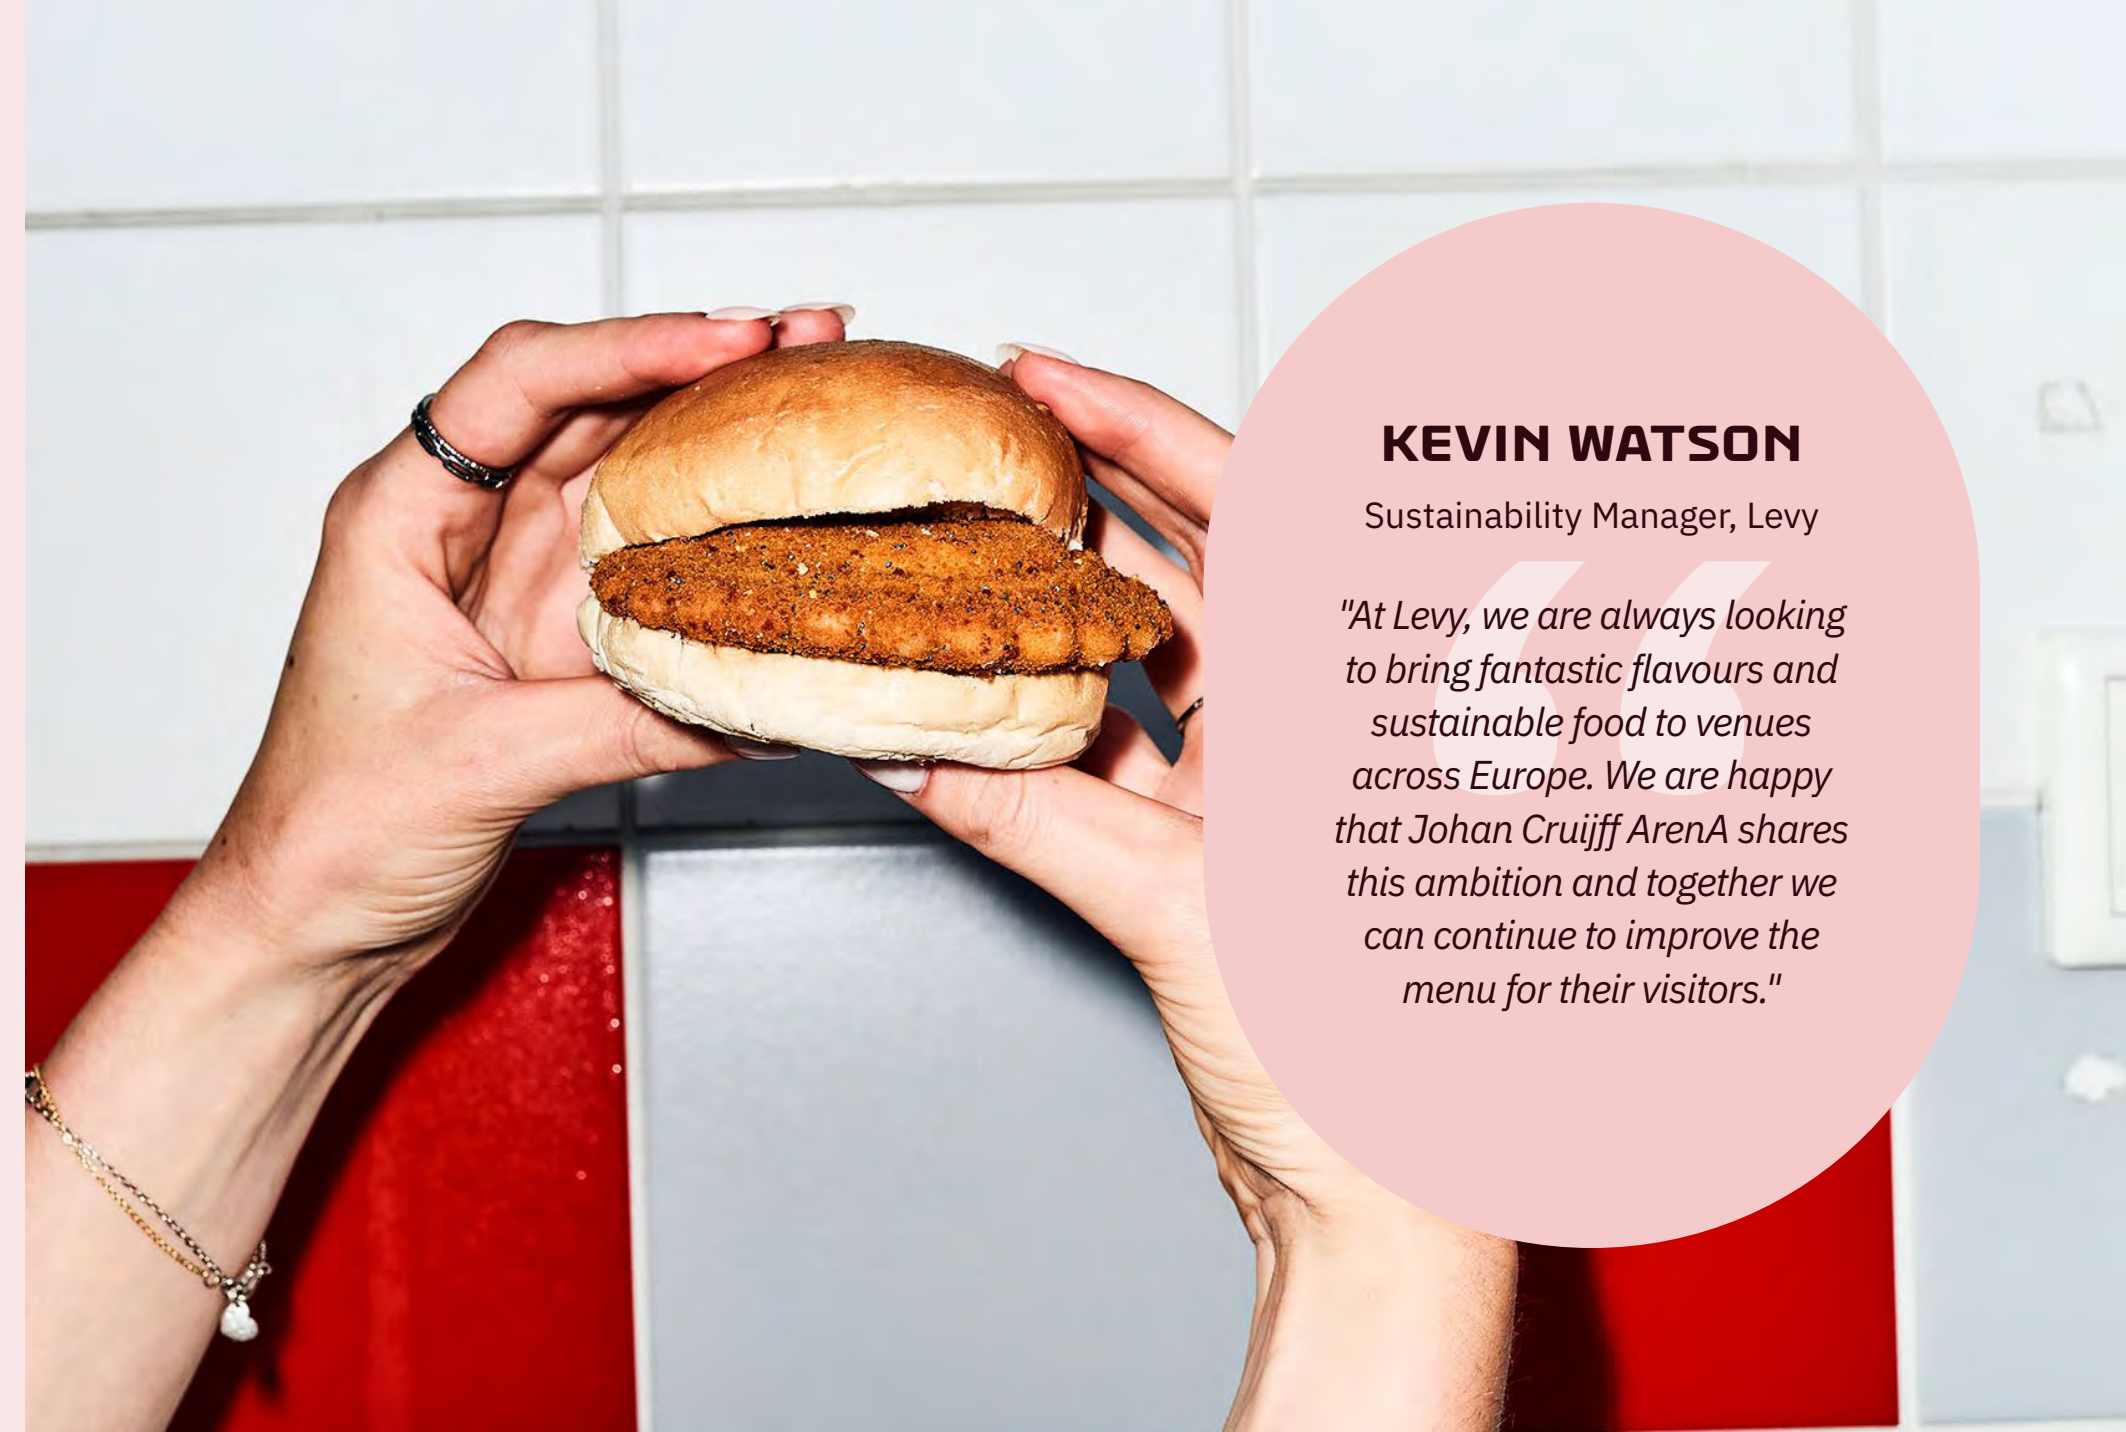 KEVIN WATSON
Sustainability Manager, Levy
"At Levy, we are always looking
to bring fantastic flavours and
sustainable food to venues
across Europe. We are happy
that Johan Cruijff ArenA shares
this ambition and together we
can continue to improve the
menu for their visitors."